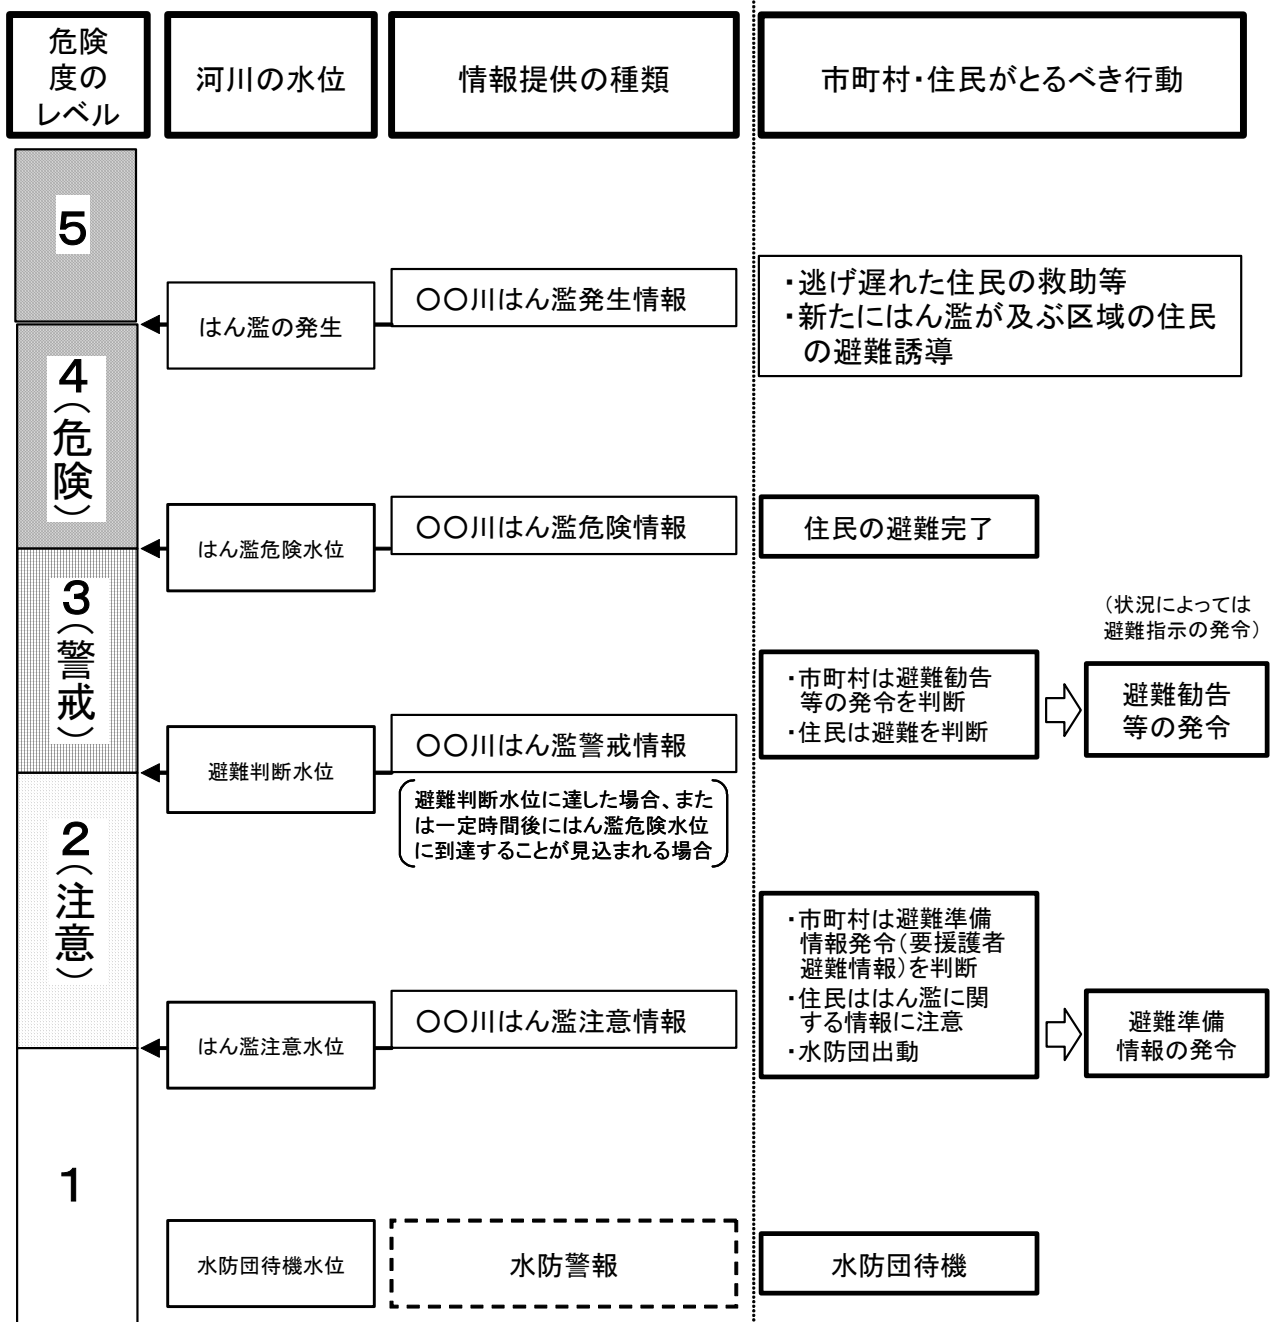 危険
度の
レベル
河川の水位
情報提供の種類
市町村・住民がとるべき行動
5
はん濫の発生
〇〇川はん濫発生情報
・逃げ遅れた住民の救助等
・新たにはん濫が及ぶ区域の住民
の避難誘導
4（危険）
はん濫危険水位
〇〇川はん濫危険情報
住民の避難完了
3（警戒）
（状況によっては
避難指示の発令）
・市町村は避難勧告
等の発令を判断
・住民は避難を判断
避難勧告
等の発令
避難判断水位
〇〇川はん濫警戒情報
避難判断水位に達した場合、また
は一定時間後にはん濫危険水位
に到達することが見込まれる場合
2（注意）
はん濫注意水位
〇〇川はん濫注意情報
・市町村は避難準備
情報発令（要援護者
避難情報）を判断
・住民ははん濫に関
する情報に注意
・水防団出動
避難準備
情報の発令
1
水防団待機水位
水防警報
水防団待機